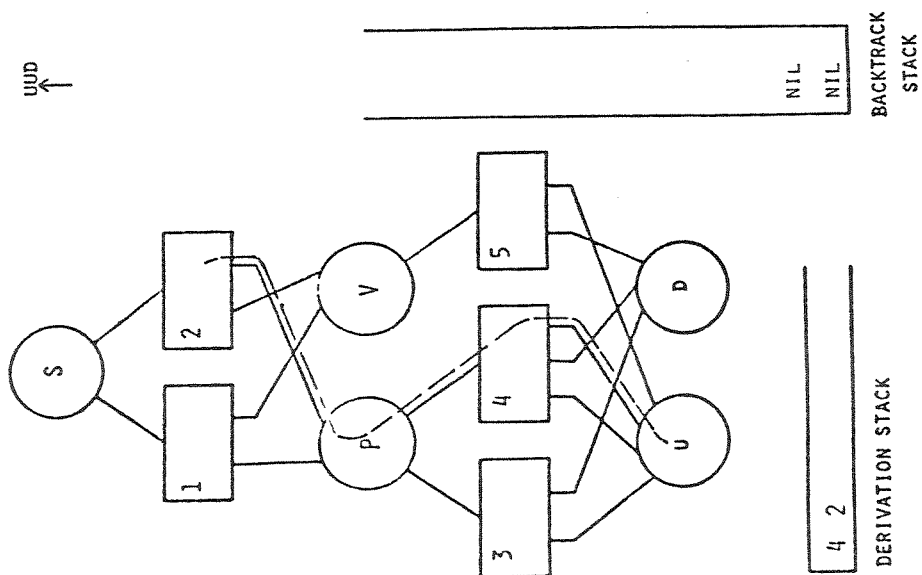 UUD
S
1
2
P
V
3
4
5
U
D
4 2
DERIVATION STACK
NIL
NIL
BACKTRACK
STACK